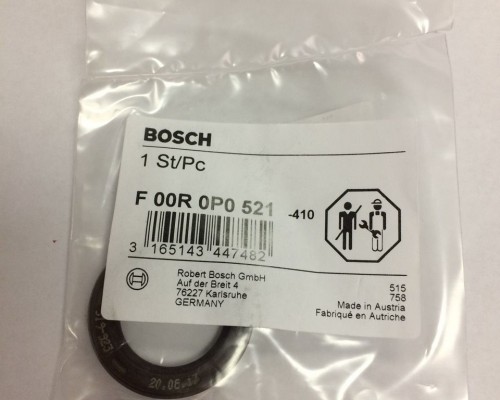 BOSCH
1 St/Pc
F 00R 0P0 521
-410
3 165143 447482
Robert Bosch GmbH
Auf der Breit 4
76227 Karlsruhe
GERMANY
515
758
Made in Austria
Fabriqué en Autriche